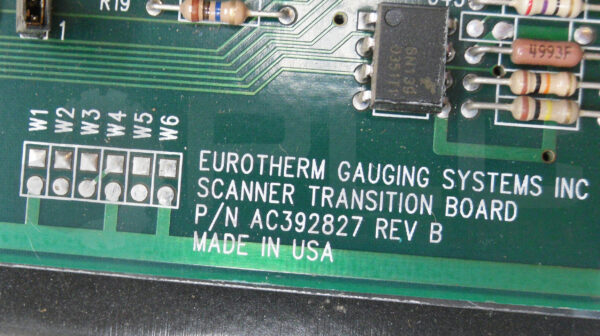 R19
1
4993F
6N139
W1
W2
W3
W4
W5
W6
EUROTHERM GAUGING SYSTEMS INC
SCANNER TRANSITION BOARD
P/N AC392827 REV B
MADE IN USA